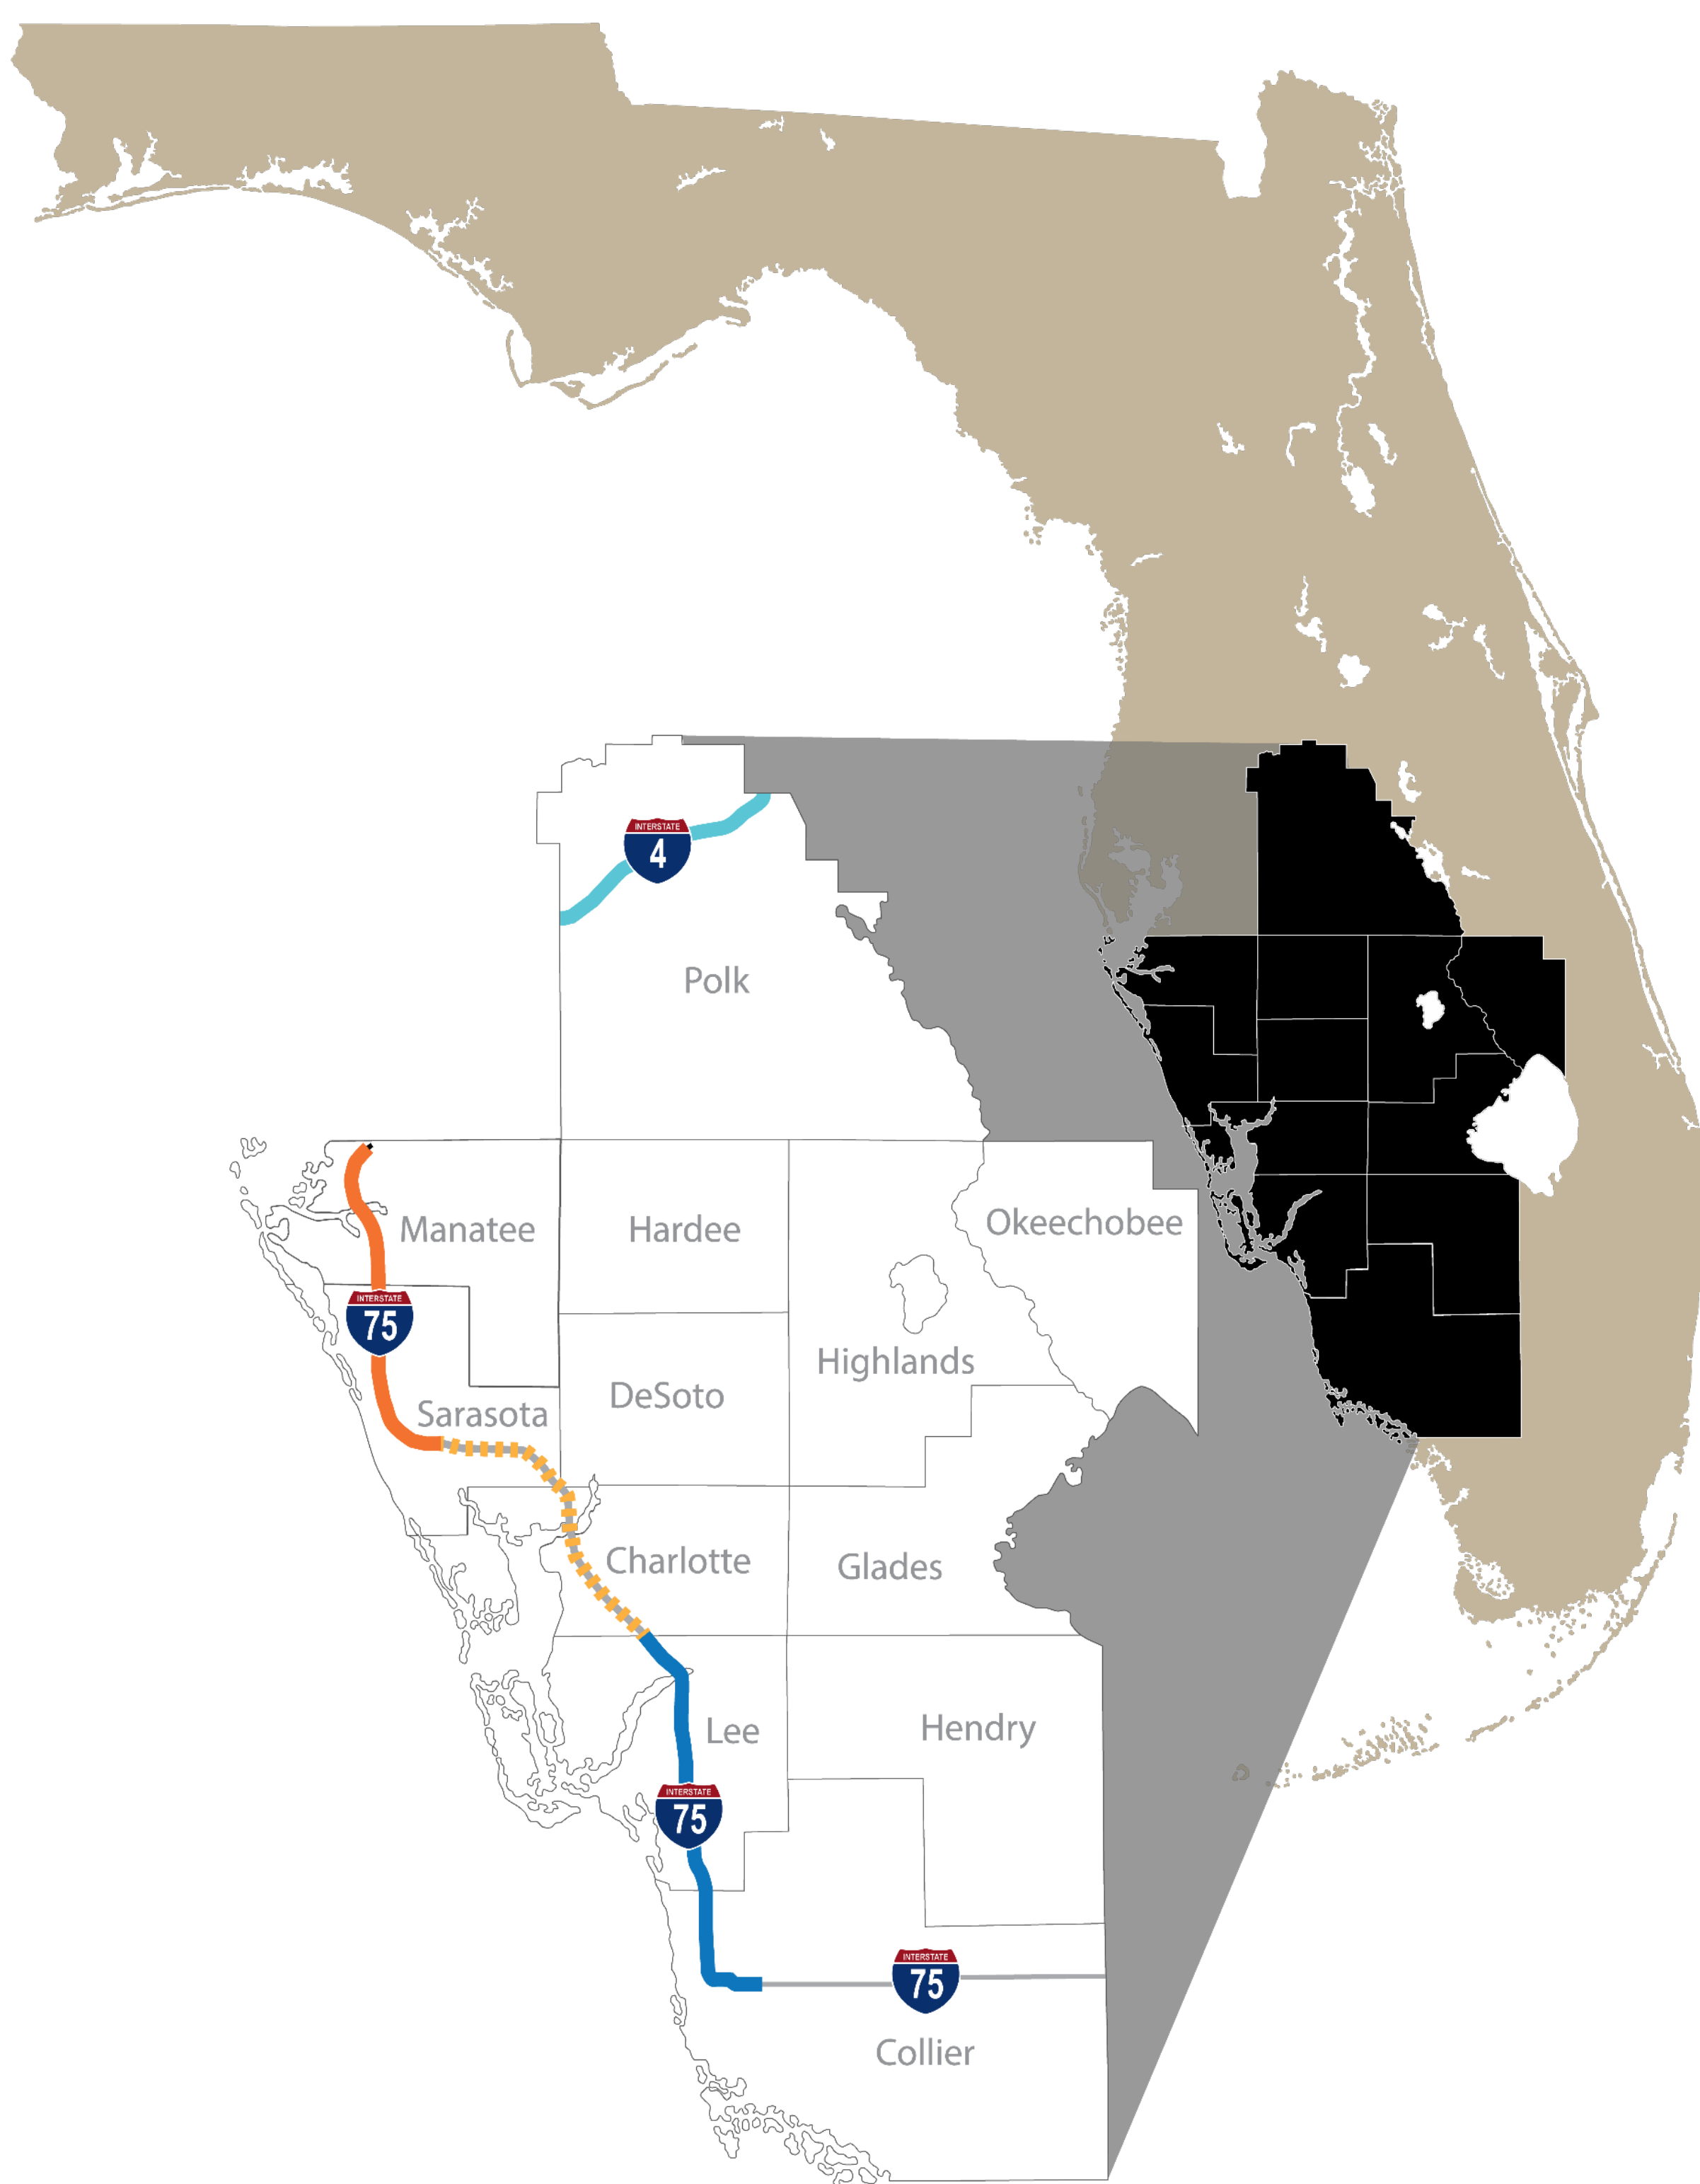 INTERSTATE
4
Polk
Manatee
Hardee
Okeechobee
INTERSTATE
75
Highlands
DeSoto
Sarasota
Charlotte
Glades
Lee
Hendry
INTERSTATE
75
INTERSTATE
75
Collier